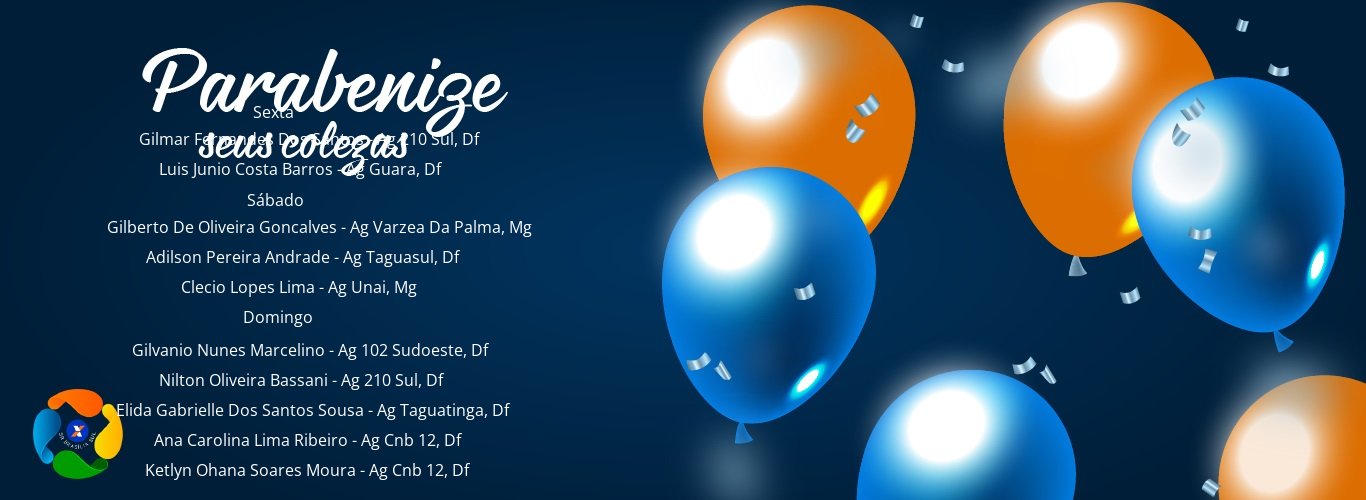 Parabenize
seus colegas
Sexta
Gilmar Fernandes Dos Santos - Ag 210 Sul, Df
Luis Junio Costa Barros - Ag Guara, Df
Sábado
Gilberto De Oliveira Goncalves - Ag Varzea Da Palma, Mg
Adilson Pereira Andrade - Ag Taguasul, Df
Clecio Lopes Lima - Ag Unai, Mg
Domingo
Gilvanio Nunes Marcelino - Ag 102 Sudoeste, Df
Nilton Oliveira Bassani - Ag 210 Sul, Df
Elida Gabrielle Dos Santos Sousa - Ag Taguatinga, Df
Ana Carolina Lima Ribeiro - Ag Cnb 12, Df
Ketlyn Ohana Soares Moura - Ag Cnb 12, Df
SR BRASÍLIA SUL